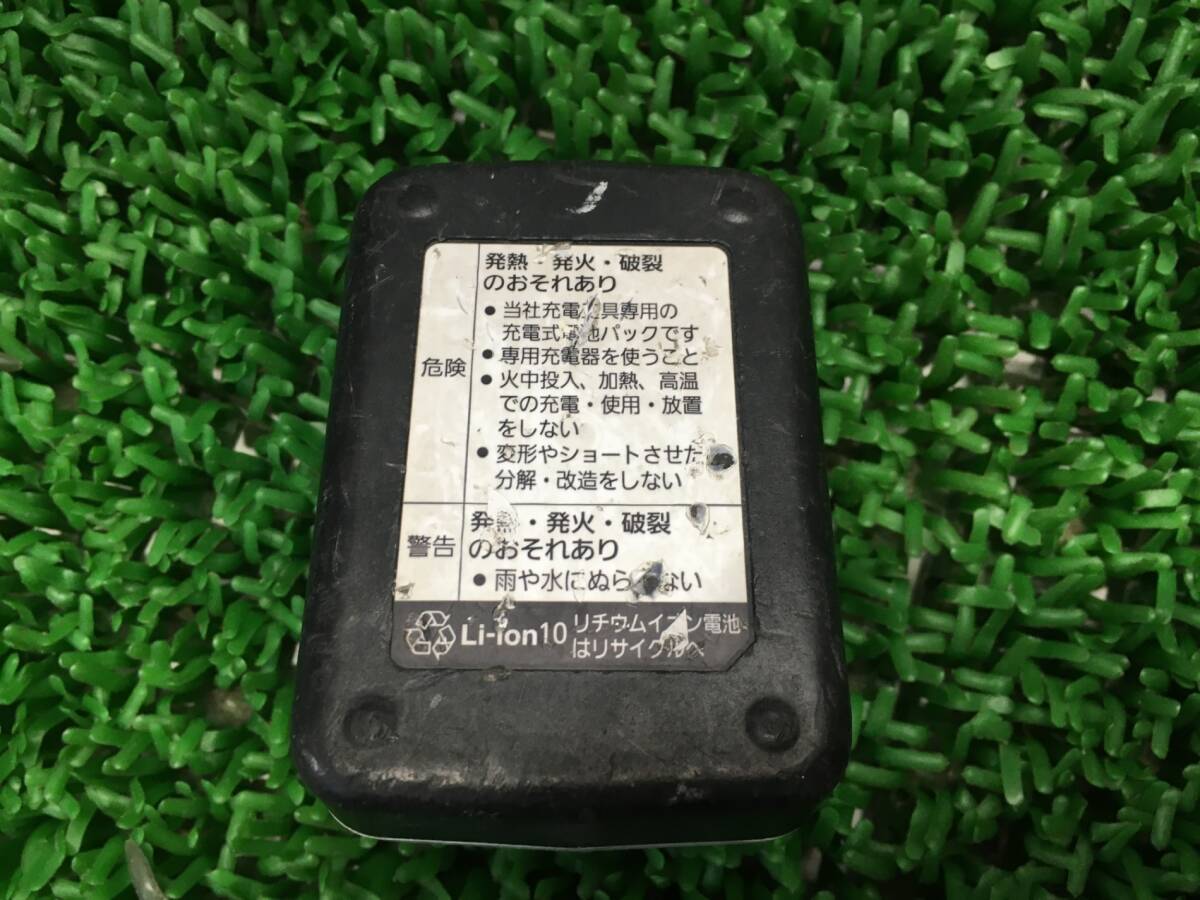 危険
発熱・発火・破裂
のおそれあり
● 当社充電工具専用の
充電式電池パックです
● 専用充電器を使うこと
● 火中投入、加熱、高温
での充電・使用・放置
をしない
● 変形やショートさせた
分解・改造をしない
警告
発熱・発火・破裂
のおそれあり
● 雨や水にぬら ない
Li-ion10
リチウムイオン電池
はリサイクルへ